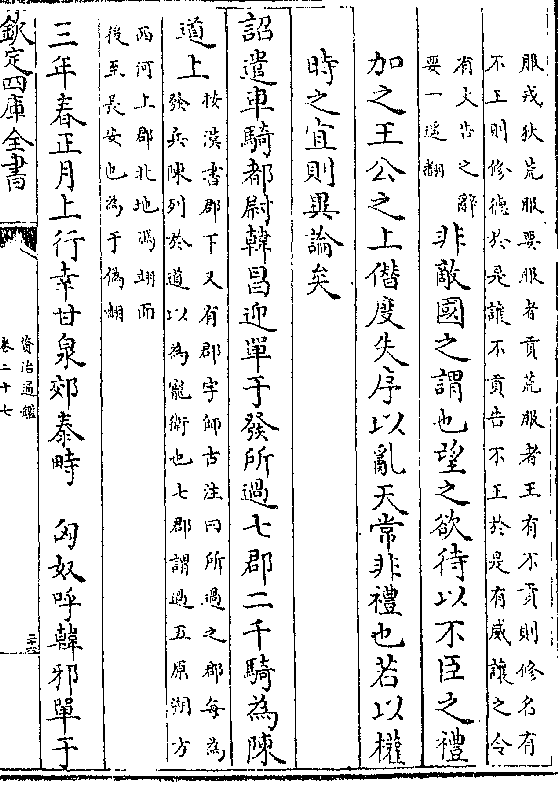 服戎狄荒服要服者貢荒服者王有不貢則修名有
不王則修德於是讓不貢告不王於是有威讓之令
有文告之辭
要一遥翻
非敵國之謂也望之欲待以不臣之禮
加之王公之上僭度失序以亂天常非禮也若以權
時之宜則異論矣
詔遣車騎都尉韓昌迎單于發所過七郡二千騎為陳
道上
按漢書郡下又有郡字師古注曰所過之郡每為
發兵陳列於道以為寵衛也七郡謂過五原朔方
西河上郡北地馮翊而
後至長安也為于偽翻
三年春正月上行幸甘泉郊泰畤　匈奴呼韓邪單于
欽定四庫全書
資治通鑑
卷二十七